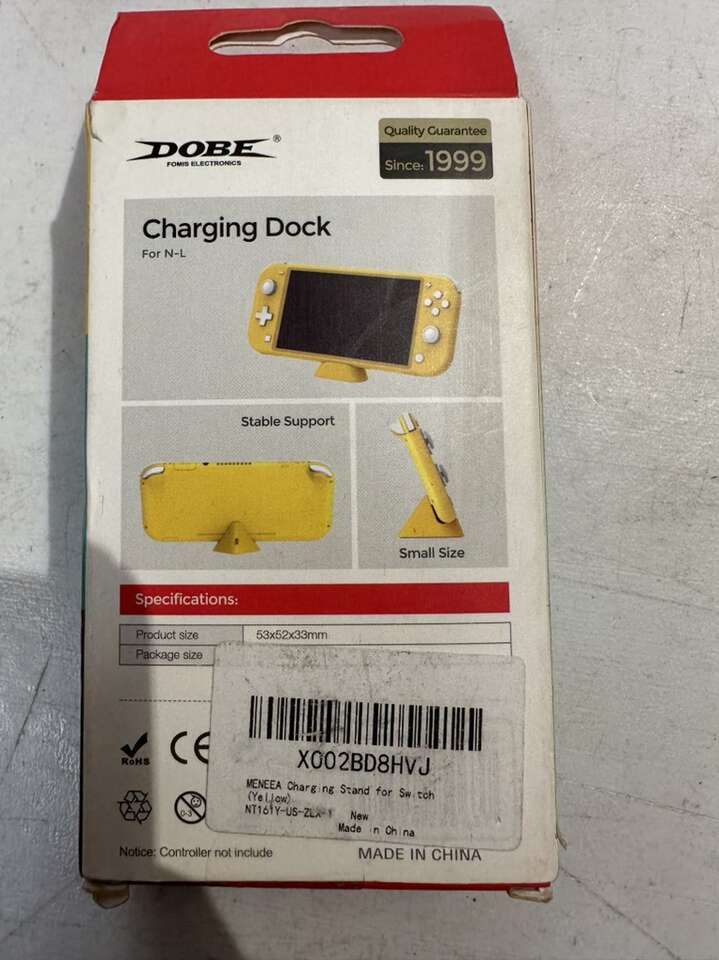 DOBE®
FOMIS ELECTRONICS
Quality Guarantee
Since: 1999
Charging Dock
For N-L
Stable Support
Small Size
Specifications:
Product size 53x52x33mm
Package size
X002BD8HVJ
MENEEA Charging Stand for Switch
(Yellow)
New
Made in China
RoHS
CE
0-3
Notice: Controller not include
MADE IN CHINA